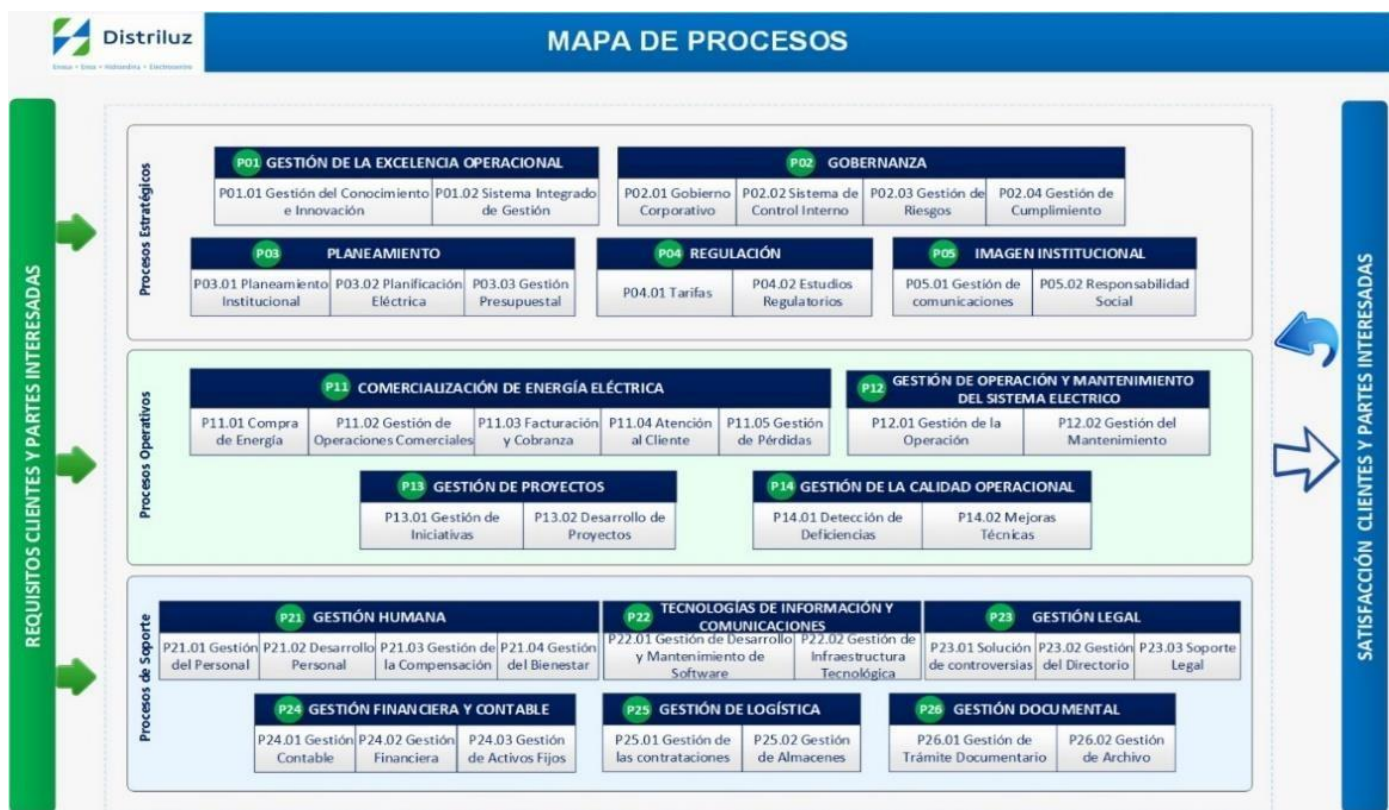 Distriluz
Ensa • Enosa • Hidrandina • Electrocentro
MAPA DE PROCESOS
REQUISITOS CLIENTES Y PARTES INTERESADAS
Procesos Estratégicos
P01 GESTIÓN DE LA EXCELENCIA OPERACIONAL
P01.01 Gestión del Conocimiento
e Innovación
P01.02 Sistema Integrado
de Gestión
P02 GOBERNANZA
P02.01 Gobierno
Corporativo
P02.02 Sistema de
Control Interno
P02.03 Gestión de
Riesgos
P02.04 Gestión de
Cumplimiento
P03 PLANEAMIENTO
P03.01 Planeamiento
Institucional
P03.02 Planificación
Eléctrica
P03.03 Gestión
Presupuestal
P04 REGULACIÓN
P04.01 Tarifas
P04.02 Estudios
Regulatorios
P05 IMAGEN INSTITUCIONAL
P05.01 Gestión de
comunicaciones
P05.02 Responsabilidad
Social
Procesos Operativos
P11 COMERCIALIZACIÓN DE ENERGÍA ELÉCTRICA
P11.01 Compra
de Energía
P11.02 Gestión de
Operaciones Comerciales
P11.03 Facturación
y Cobranza
P11.04 Atención
al Cliente
P11.05 Gestión
de Pérdidas
P12 GESTIÓN DE OPERACIÓN Y MANTENIMIENTO
DEL SISTEMA ELECTRICO
P12.01 Gestión de la
Operación
P12.02 Gestión del
Mantenimiento
P13 GESTIÓN DE PROYECTOS
P13.01 Gestión de
Iniciativas
P13.02 Desarrollo de
Proyectos
P14 GESTIÓN DE LA CALIDAD OPERACIONAL
P14.01 Detección de
Deficiencias
P14.02 Mejoras
Técnicas
Procesos de Soporte
P21 GESTIÓN HUMANA
P21.01 Gestión
del Personal
P21.02 Desarrollo
Personal
P21.03 Gestión de
la Compensación
P21.04 Gestión
del Bienestar
P22 TECNOLOGÍAS DE INFORMACIÓN Y
COMUNICACIONES
P22.01 Gestión de Desarrollo
y Mantenimiento de
Software
P22.02 Gestión de
Infraestructura
Tecnológica
P23 GESTIÓN LEGAL
P23.01 Solución
de controversias
P23.02 Gestión
del Directorio
P23.03 Soporte
Legal
P24 GESTIÓN FINANCIERA Y CONTABLE
P24.01 Gestión
Contable
P24.02 Gestión
Financiera
P24.03 Gestión
de Activos Fijos
P25 GESTIÓN DE LOGÍSTICA
P25.01 Gestión de
las contrataciones
P25.02 Gestión
de Almacenes
P26 GESTIÓN DOCUMENTAL
P26.01 Gestión de
Trámite Documentario
P26.02 Gestión
de Archivo
SATISFACCIÓN CLIENTES Y PARTES INTERESADAS